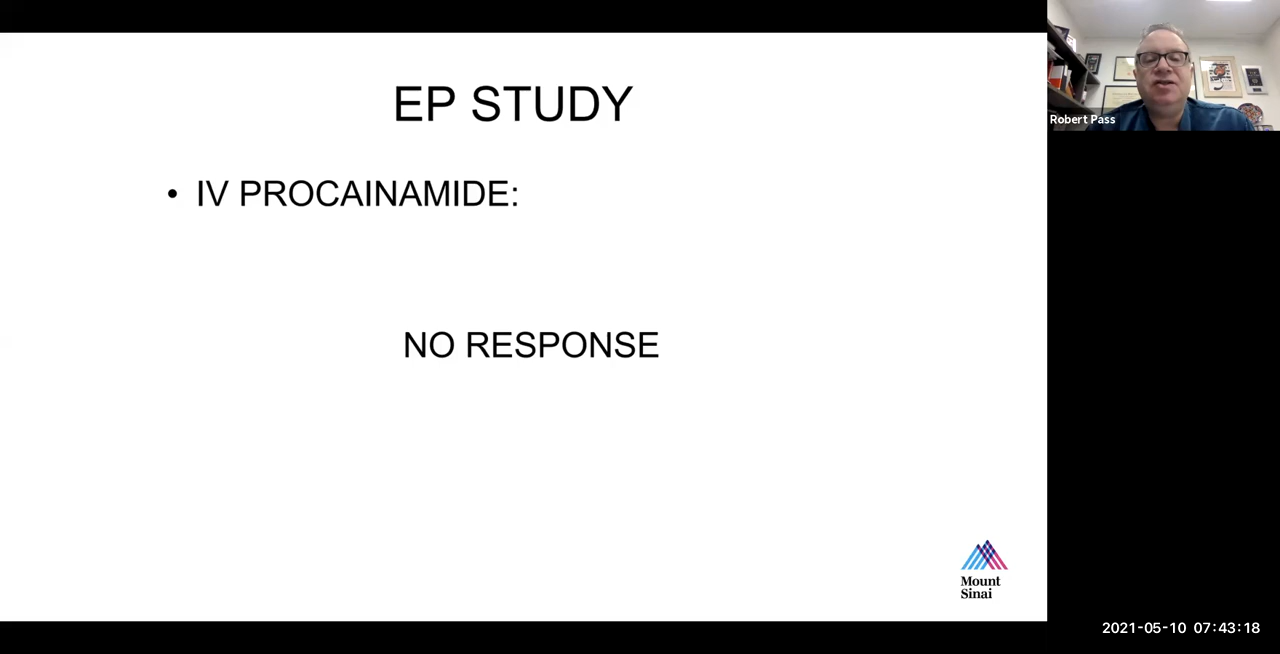 EP STUDY
• IV PROCAINAMIDE:
NO RESPONSE
Mount
Sinai
Robert Pass
2021-05-10 07:43:18